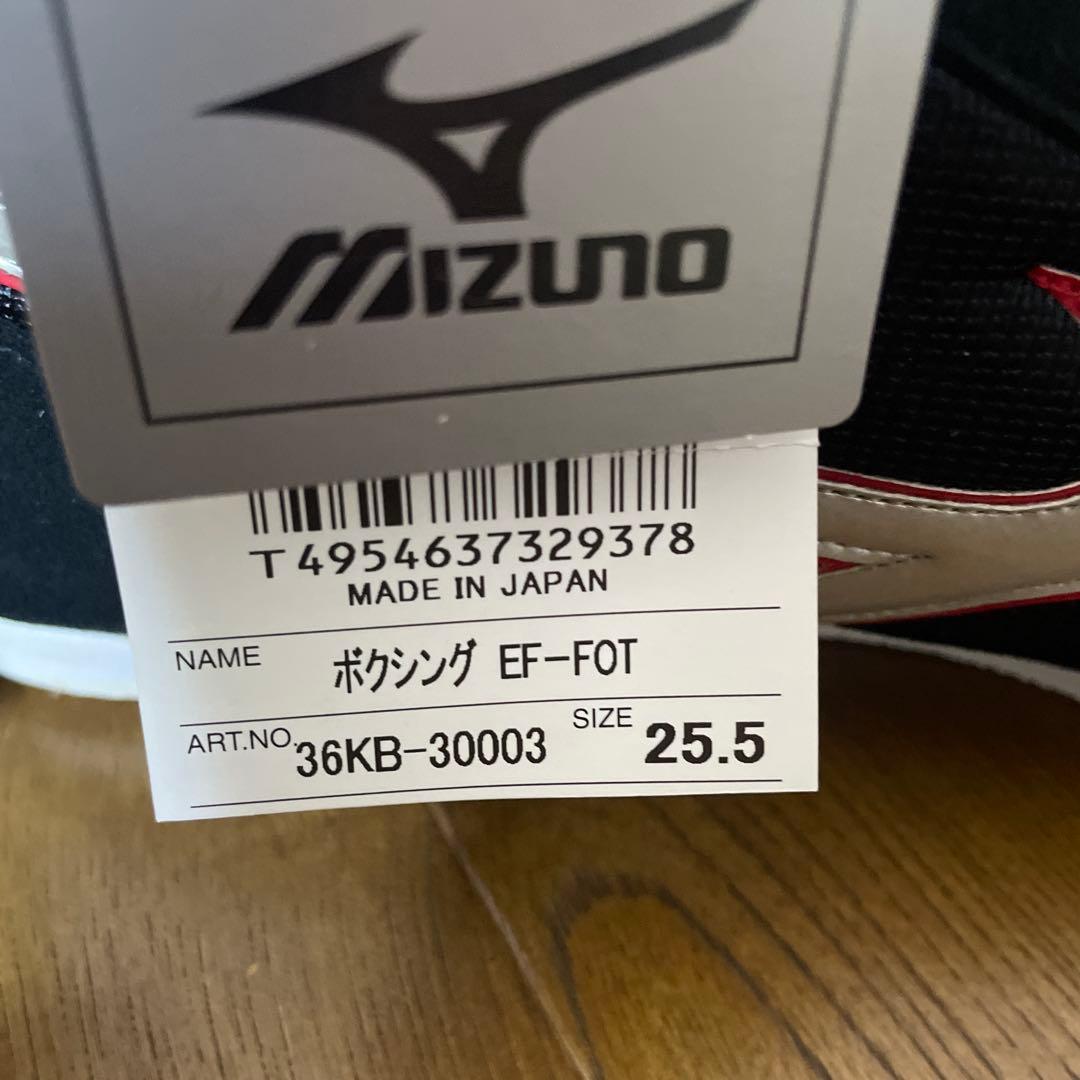 MIZUNO
T4954637329378
MADE IN JAPAN
NAME ボクシング EF-FOT
ART.NO. 36KB-30003 SIZE 25.5